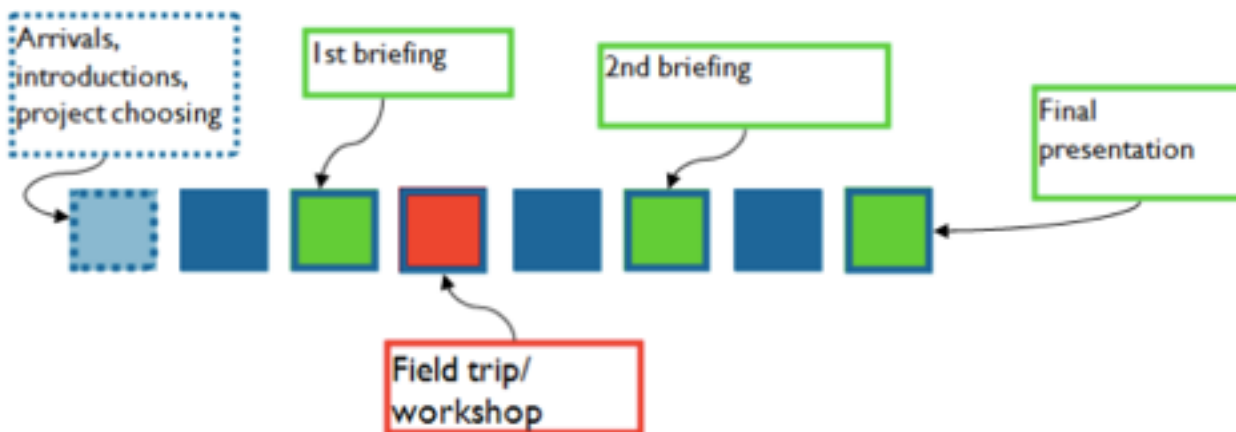 Arrivals,
introductions,
project choosing
1st briefing
2nd briefing
Final
presentation
Field trip/
workshop